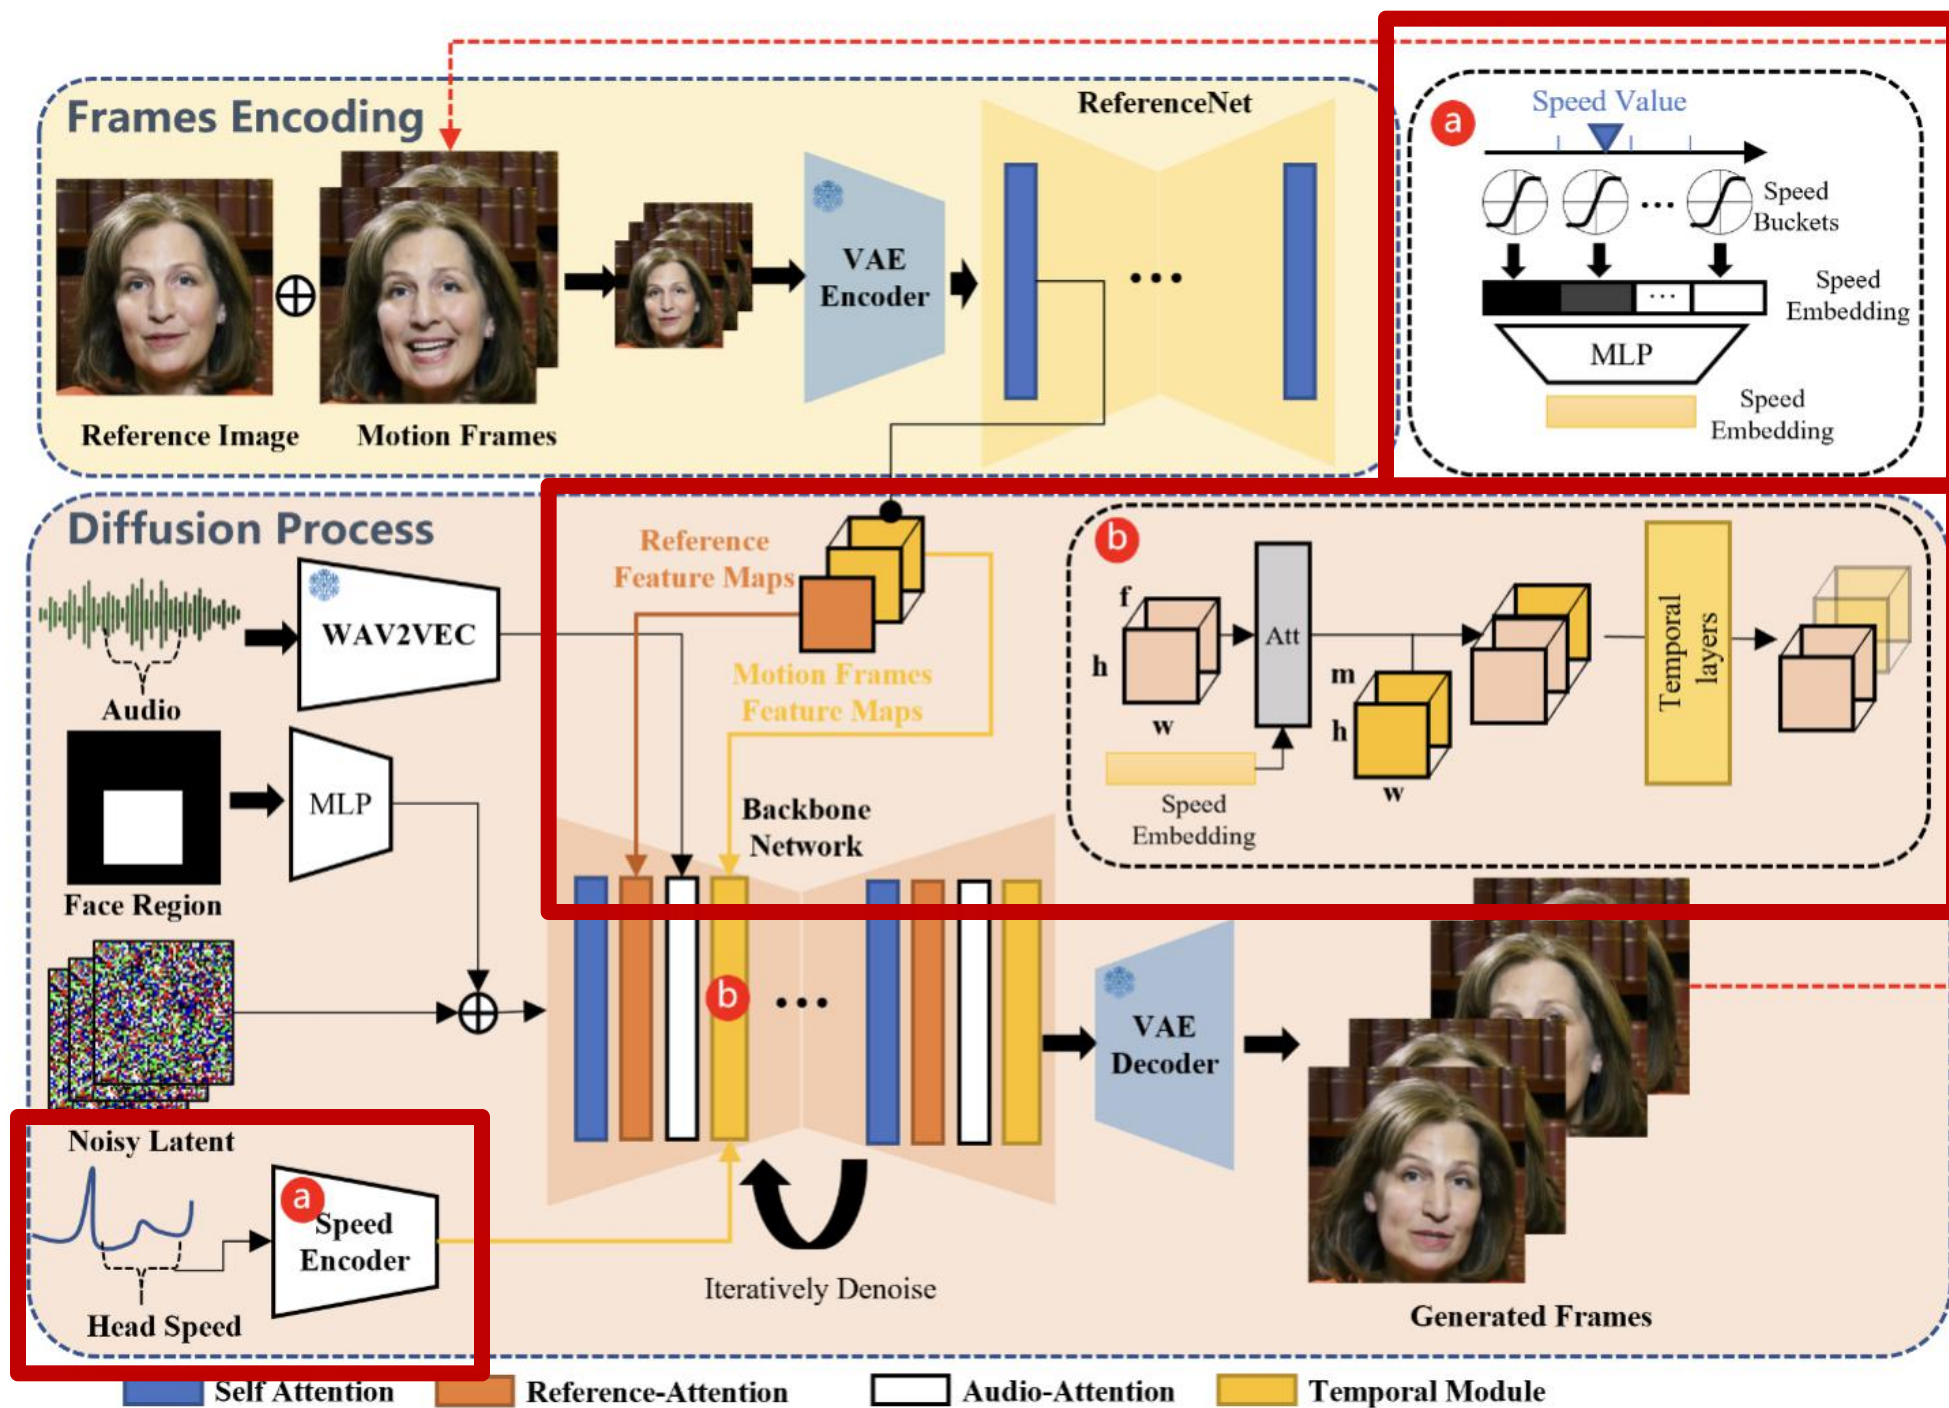 Frames Encoding
ReferenceNet
VAE
Encoder
Reference Image
Motion Frames
a
Speed Value
Speed
Buckets
...
Speed
Embedding
MLP
Speed
Embedding
Diffusion Process
Audio
WAV2VEC
Face Region
MLP
Noisy Latent
Head Speed
a
Speed
Encoder
Reference
Feature Maps
Motion Frames
Feature Maps
Backbone
Network
b
Iteratively Denoise
b
f
h
w
Att
Speed
Embedding
m
h
w
Temporal
layers
VAE
Decoder
Generated Frames
Self Attention
Reference-Attention
Audio-Attention
Temporal Module